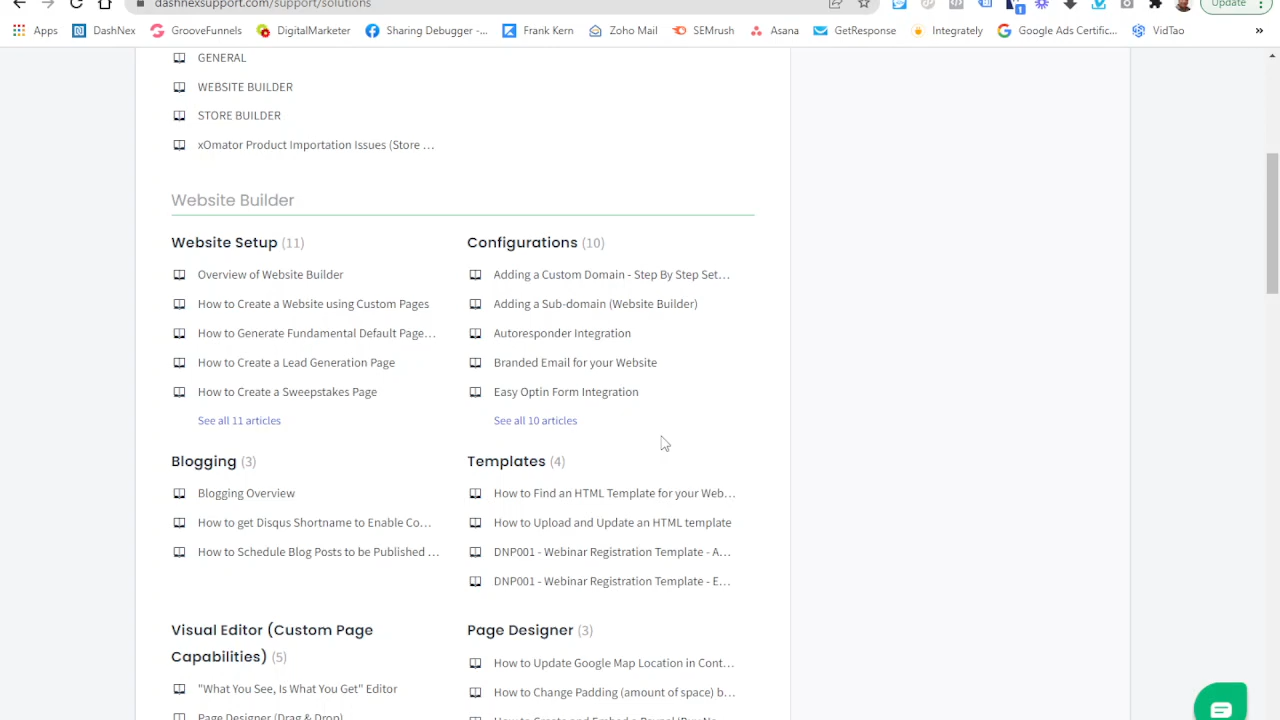 dashnexsupport.com/support/solutions
Update
1
Apps
DashNex
GrooveFunnels
DigitalMarketer
Sharing Debugger -...
Frank Kern
Zoho Mail
SEMrush
Asana
GetResponse
Integrately
Google Ads Certific...
VidTao
»
GENERAL
WEBSITE BUILDER
STORE BUILDER
xOmator Product Importation Issues (Store ...
Website Builder
Website Setup (11)
Overview of Website Builder
How to Create a Website using Custom Pages
How to Generate Fundamental Default Page...
How to Create a Lead Generation Page
How to Create a Sweepstakes Page
See all 11 articles
Configurations (10)
Adding a Custom Domain - Step By Step Set...
Adding a Sub-domain (Website Builder)
Autoresponder Integration
Branded Email for your Website
Easy Optin Form Integration
See all 10 articles
Blogging (3)
Blogging Overview
How to get Disqus Shortname to Enable Co...
How to Schedule Blog Posts to be Published ...
Templates (4)
How to Find an HTML Template for your Web...
How to Upload and Update an HTML template
DNP001 - Webinar Registration Template - A...
DNP001 - Webinar Registration Template - E...
Visual Editor (Custom Page
Capabilities) (5)
"What You See, Is What You Get" Editor
Page Designer (Drag & Drop)
Page Designer (3)
How to Update Google Map Location in Cont...
How to Change Padding (amount of space) b...